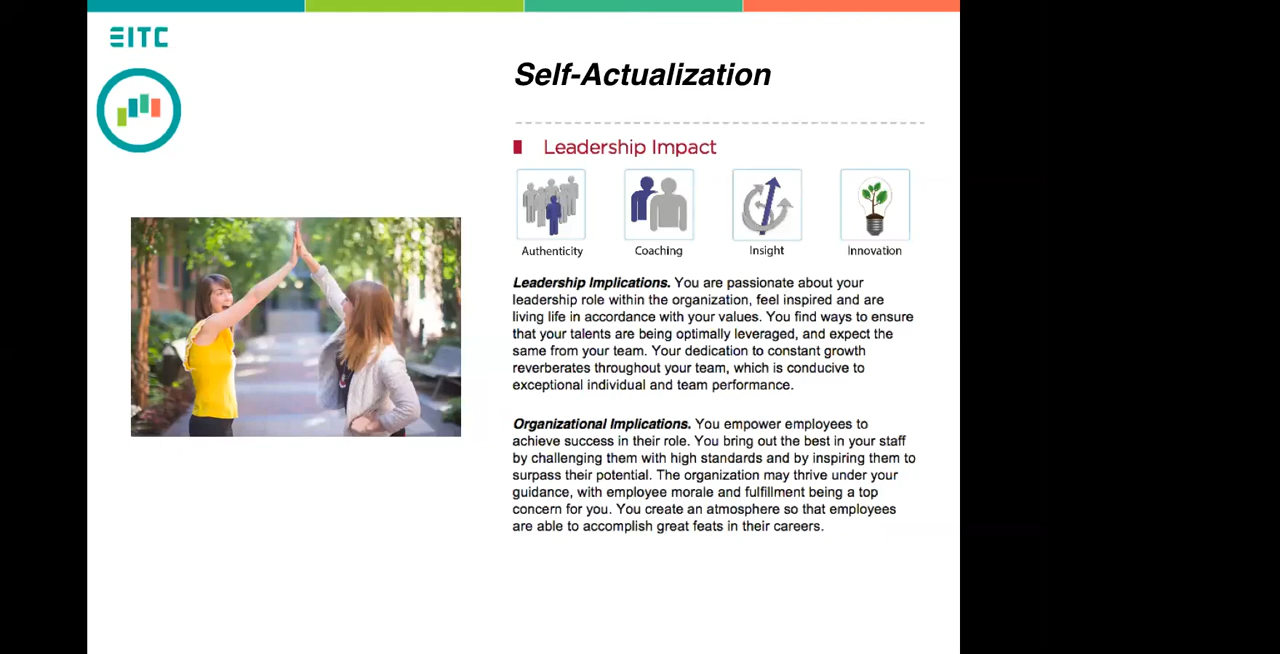 EITC
Self-Actualization
Leadership Impact
Authenticity
Coaching
Insight
Innovation
Leadership Implications. You are passionate about your
leadership role within the organization, feel inspired and are
living life in accordance with your values. You find ways to ensure
that your talents are being optimally leveraged, and expect the
same from your team. Your dedication to constant growth
reverberates throughout your team, which is conducive to
exceptional individual and team performance.
Organizational Implications. You empower employees to
achieve success in their role. You bring out the best in your staff
by challenging them with high standards and by inspiring them to
surpass their potential. The organization may thrive under your
guidance, with employee morale and fulfillment being a top
concern for you. You create an atmosphere so that employees
are able to accomplish great feats in their careers.